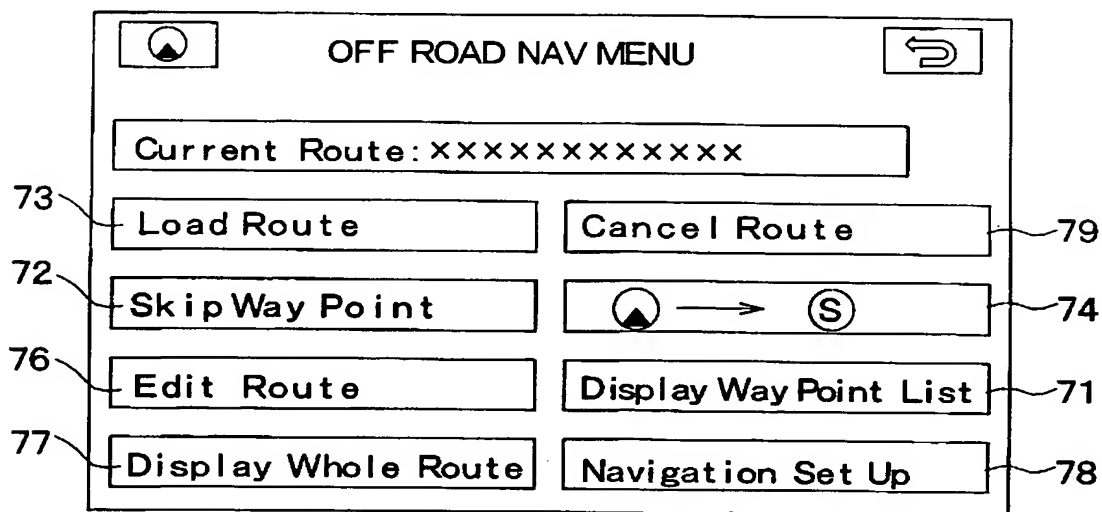 OFF ROAD NAV MENU
Current Route: ××××××××××××
73 Load Route Cancel Route 79
72 Skip Way Point → S 74
76 Edit Route Display Way Point List 71
77 Display Whole Route Navigation Set Up 78